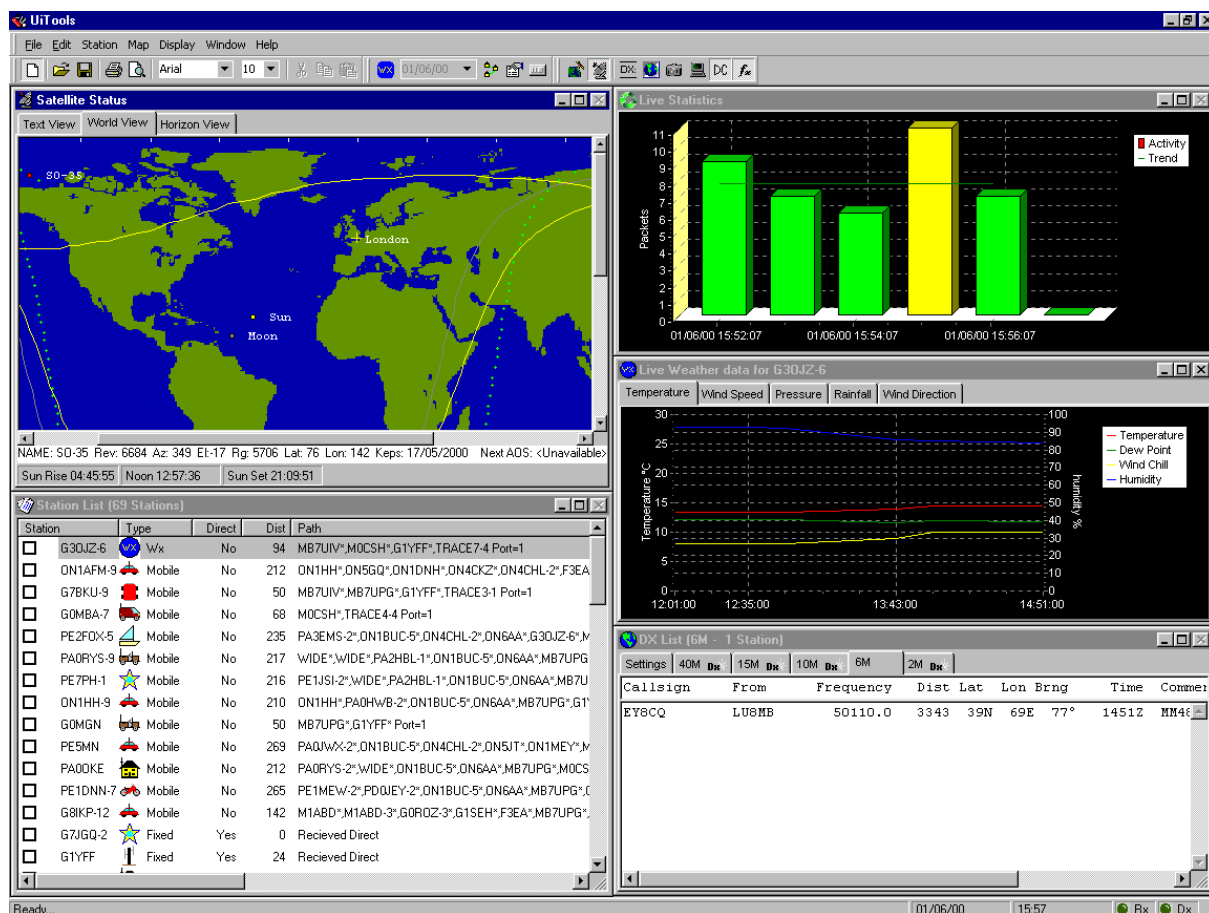 UiTools
File Edit Station Map Display Window Help
Arial 10 WX 01/06/00 DX: DC fx
Satellite Status
Text View World View Horizon View
SO-35
London
Sun
Moon
NAME: SO-35 Rev: 6684 Az: 349 El:-17 Rg: 5706 Lat: 76 Lon: 142 Keps: 17/05/2000 Next AOS: <Unavailable>
Sun Rise 04:45:55 Noon 12:57:36 Sun Set 21:09:51
Station List (69 Stations)
Station Type Direct Dist Path
G3OJZ-6 WX Wx No 94 MB7UIV*,M0CSH*,G1YFF*,TRACE7-4 Port=1
ON1AFM-9 Mobile No 212 ON1HH*,ON5GQ*,ON1DNH*,ON4CKZ*,ON4CHL-2*,F3EA
G7BKU-9 Mobile No 50 MB7UIV*,MB7UPG*,G1YFF*,TRACE3-1 Port=1
G0MBA-7 Mobile No 68 M0CSH*,TRACE4-4 Port=1
PE2FOX-5 Mobile No 235 PA3EMS-2*,ON1BUC-5*,ON4CHL-2*,ON6AA*,G3OJZ-6*,M
PA0RYS-9 Mobile No 217 WIDE*,WIDE*,PA2HBL-1*,ON1BUC-5*,ON6AA*,MB7UPG
PE7PH-1 Mobile No 216 PE1JSI-2*,WIDE*,PA2HBL-1*,ON1BUC-5*,ON6AA*,MB7U
ON1HH-9 Mobile No 210 ON1HH*,PA0HWB-2*,ON1BUC-5*,ON6AA*,MB7UPG*,G1Y
G0MGN Mobile No 50 MB7UPG*,G1YFF* Port=1
PE5MN Mobile No 269 PA0JWX-2*,ON1BUC-5*,ON4CHL-2*,ON5JT*,ON1MEY*,M
PA0OKE Mobile No 212 PA0RYS-2*,WIDE*,ON1BUC-5*,ON6AA*,MB7UPG*,M0CS
PE1DNN-7 Mobile No 265 PE1MEW-2*,PD0JEY-2*,ON1BUC-5*,ON6AA*,MB7UPG*,
G8IKP-12 Mobile No 142 M1ABD*,M1ABD-3*,G0ROZ-3*,G1SEH*,F3EA*,MB7UPG*,
G7JGQ-2 Fixed Yes 0 Recieved Direct
G1YFF Fixed Yes 24 Recieved Direct
Live Statistics
11
10
9
8
7
6
5
4
3
2
1
0
Packets
01/06/00 15:52:07 01/06/00 15:54:07 01/06/00 15:56:07
Activity
Trend
Live Weather data for G3OJZ-6
Temperature Wind Speed Pressure Rainfall Wind Direction
30
25
20
15
10
5
0
Temperature °C
100
90
80
70
60
50
40
30
20
10
0
humidity %
12:01:00 12:35:00 13:43:00 14:51:00
Temperature
Dew Point
Wind Chill
Humidity
DX List (6M - 1 Station)
Settings 40M Dx 15M Dx 10M Dx 6M 2M Dx
Callsign From Frequency Dist Lat Lon Brng Time Commer
EY8CQ LU8MB 50110.0 3343 39N 69E 77° 1451Z MM48
Ready... 01/06/00 15:57 Rx Dx